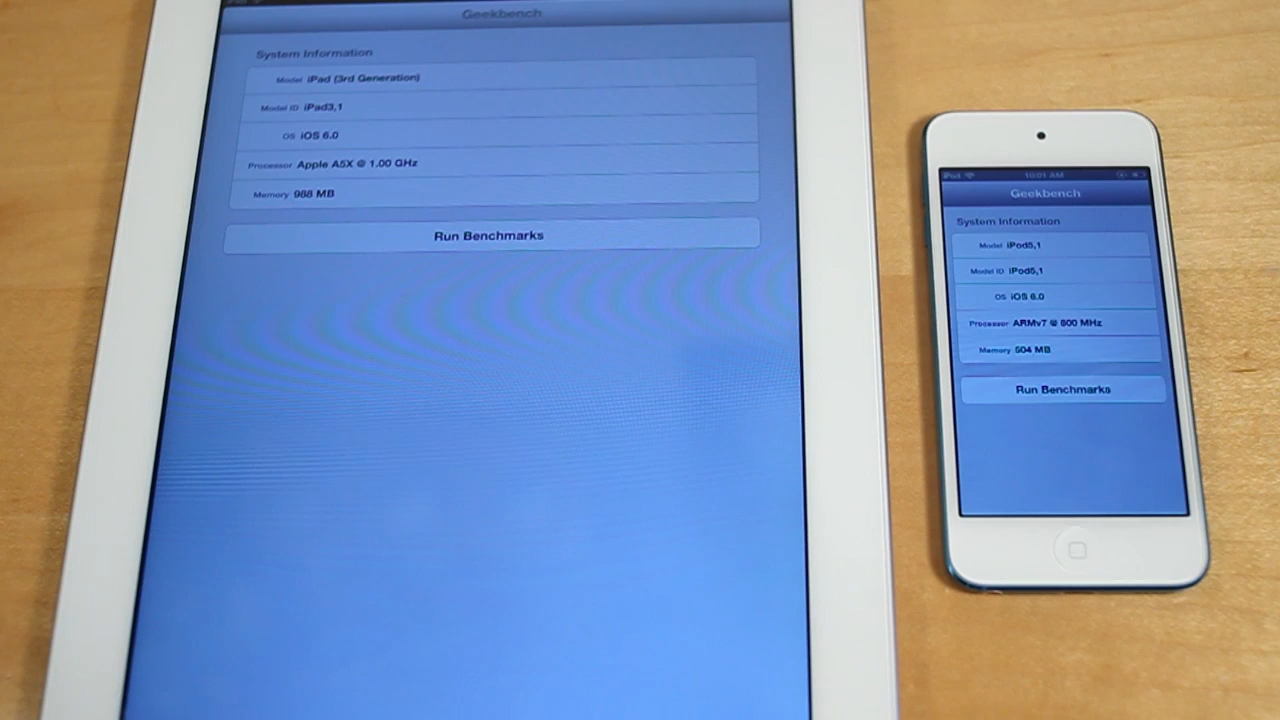 Geekbench
System Information
Model iPad (3rd Generation)
Model ID iPad3,1
OS iOS 6.0
Processor Apple A5X @ 1.00 GHz
Memory 988 MB
Run Benchmarks
iPod 10:01 AM
Geekbench
System Information
Model iPod5,1
Model ID iPod5,1
OS iOS 6.0
Processor ARMv7 @ 800 MHz
Memory 504 MB
Run Benchmarks